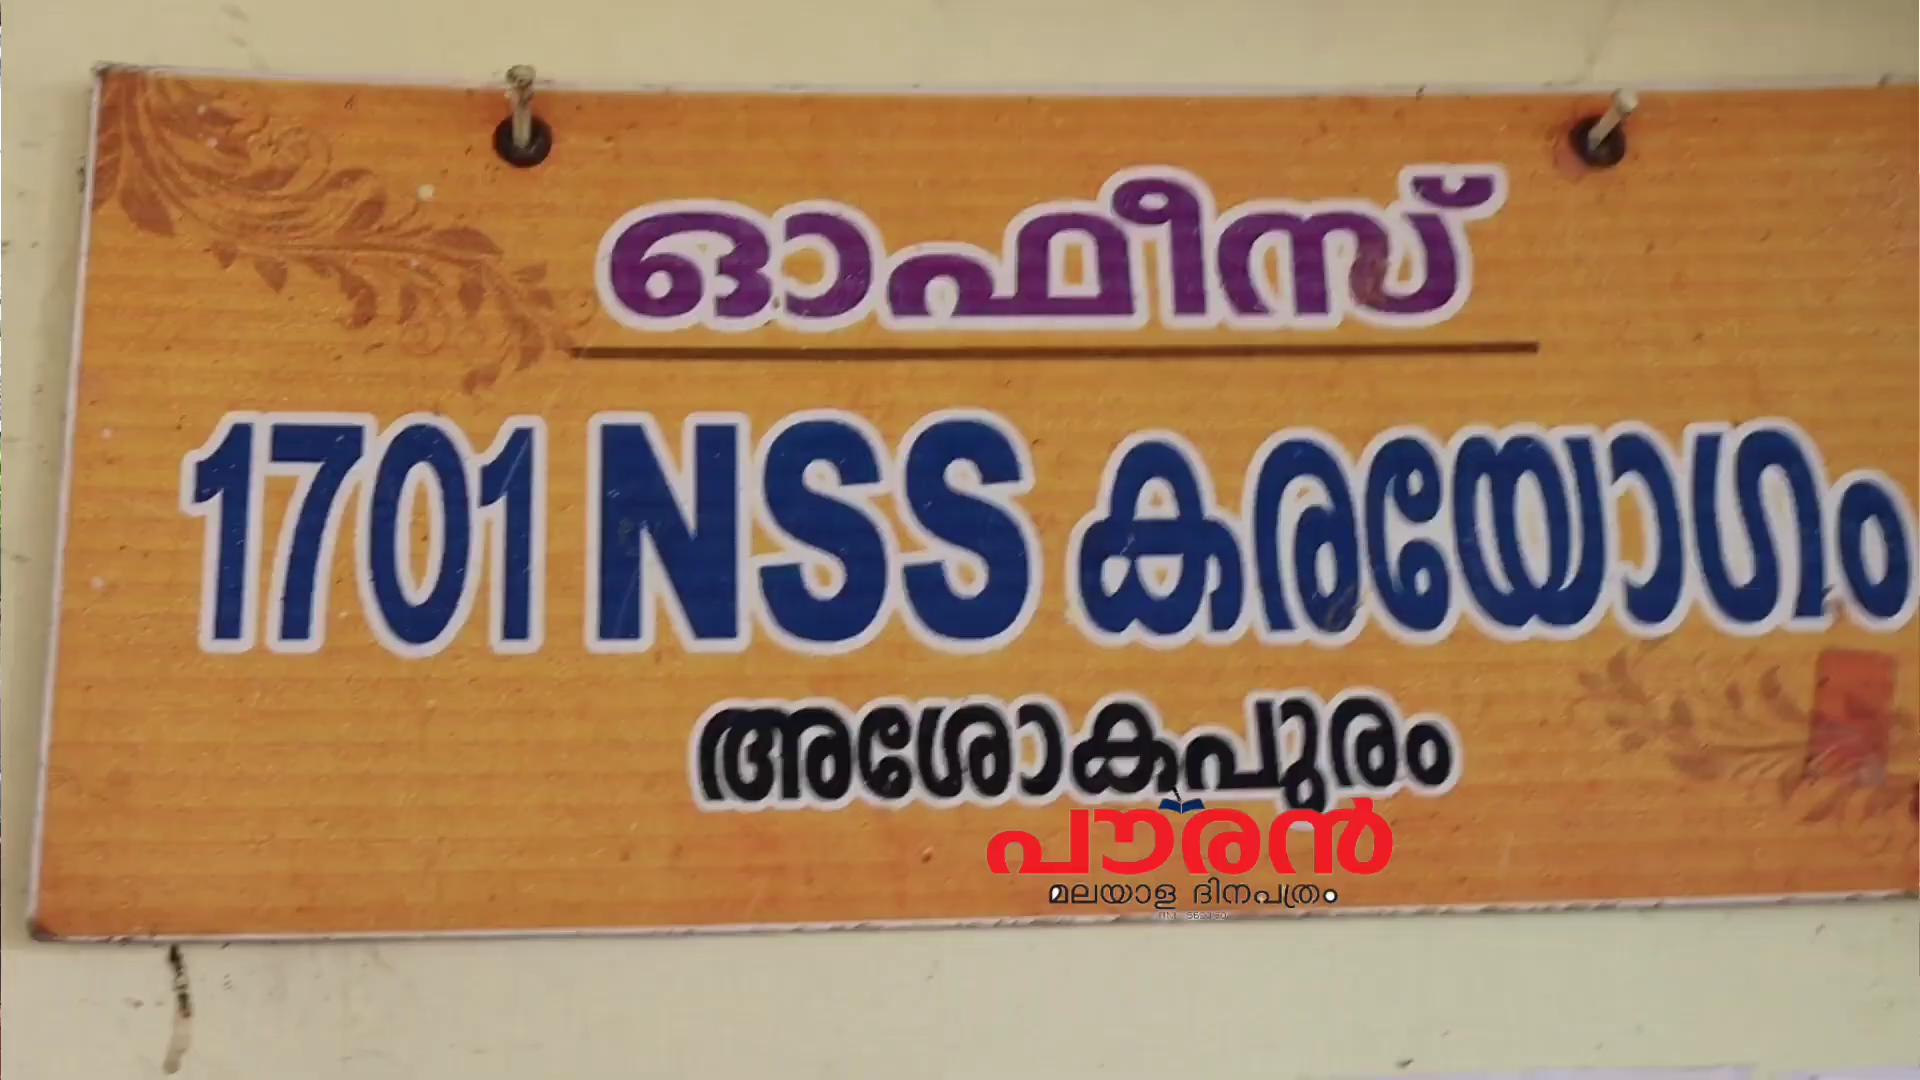 ഓഫീസ്
1701 NSS കരയോഗം
അശോകപുരം
പൗരൻ
മലയാള ദിനപത്രം